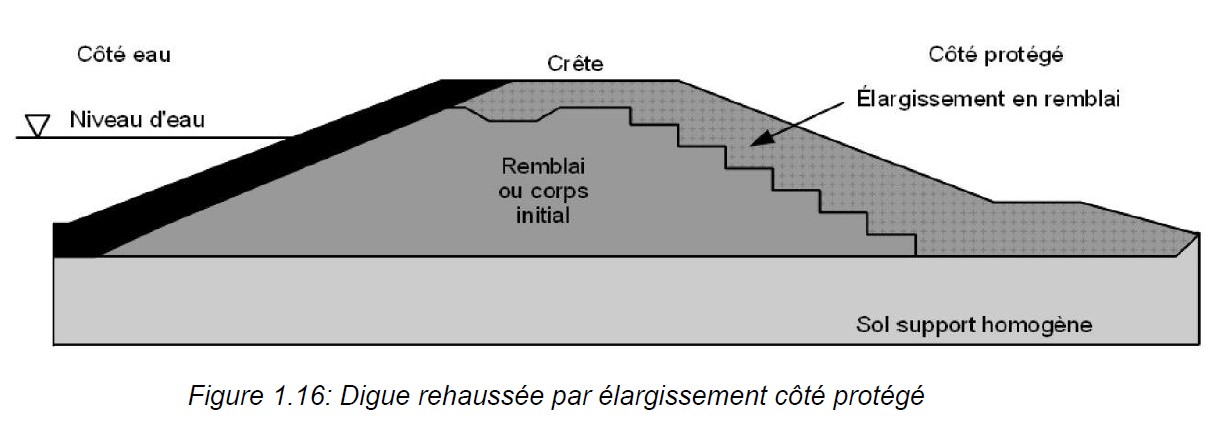 Côté eau
Crête
Côté protégé
Élargissement en remblai
Niveau d'eau
Remblai
ou corps
initial
Sol support homogène
Figure 1.16: Digue rehaussée par élargissement côté protégé